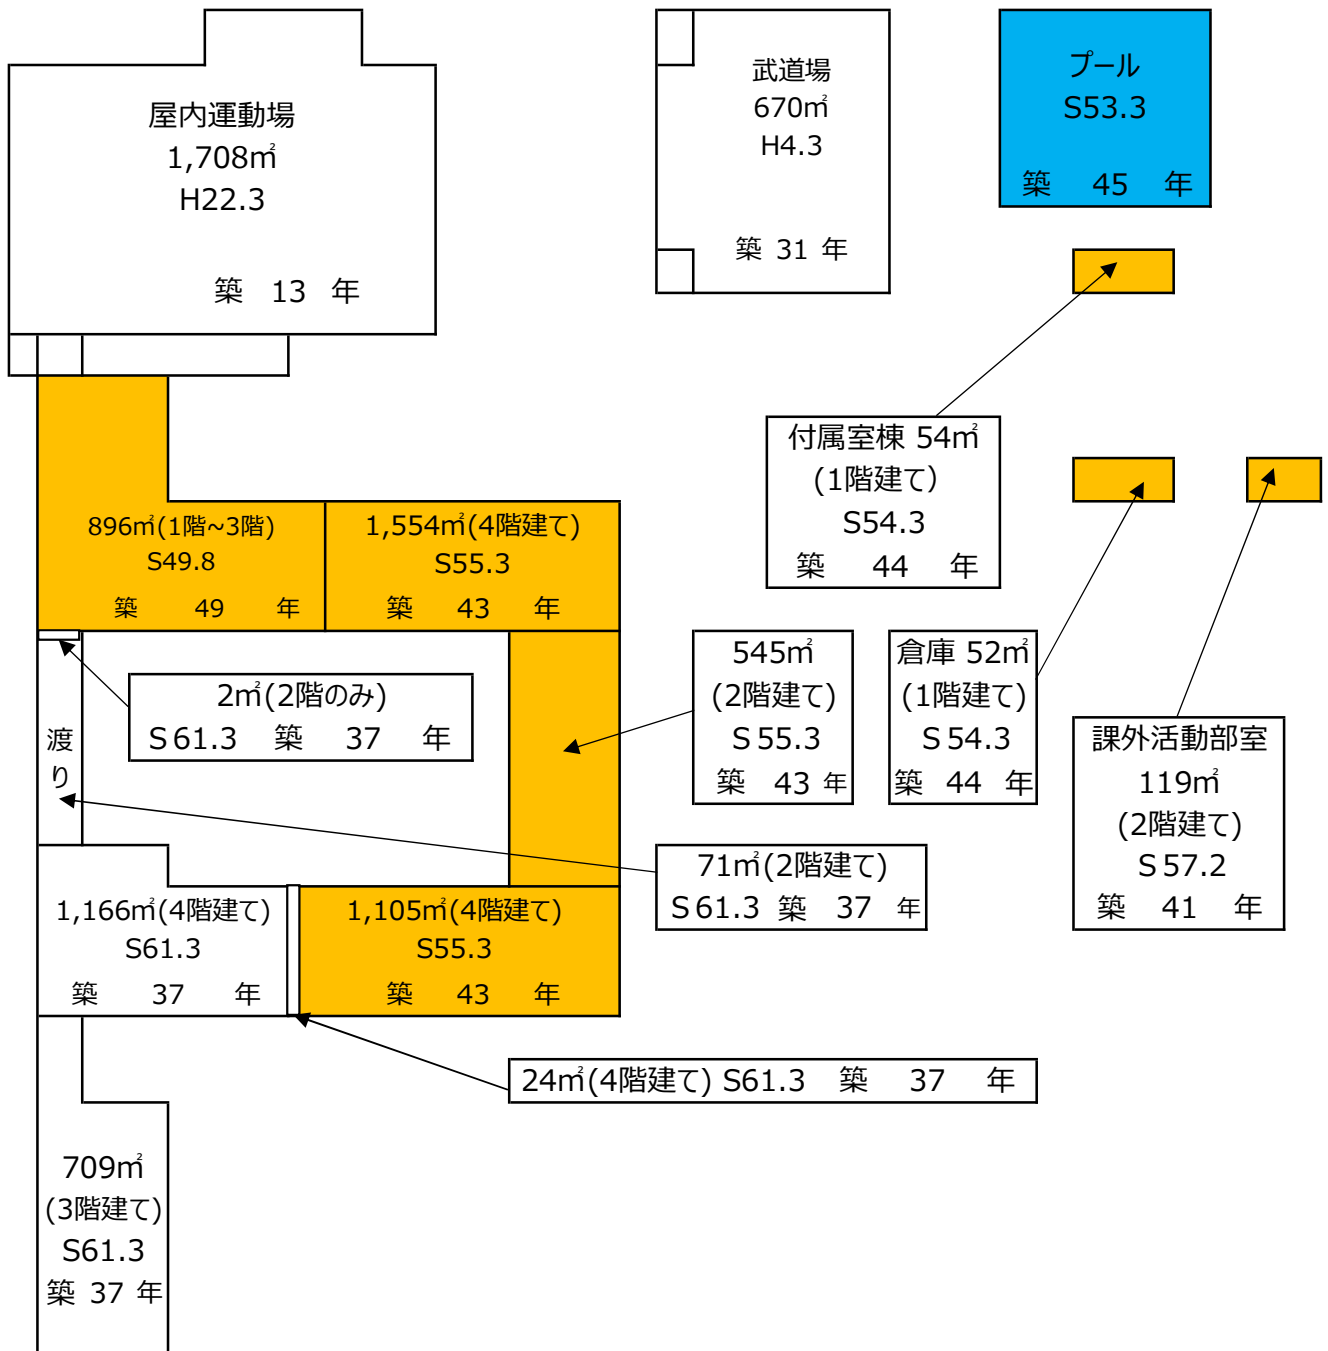 屋内運動場
1,708㎡
H22.3
築 13 年
武道場
670㎡
H4.3
築 31 年
プール
S53.3
築 45 年
付属室棟 54㎡
(1階建て)
S54.3
築 44 年
896㎡(1階~3階)
S49.8
築 49 年
1,554㎡(4階建て)
S55.3
築 43 年
2㎡(2階のみ)
S 61.3 築 37 年
渡り
545㎡
(2階建て)
S 55.3
築 43 年
倉庫 52㎡
(1階建て)
S 54.3
築 44 年
課外活動部室
119㎡
(2階建て)
S 57.2
築 41 年
71㎡(2階建て)
S 61.3 築 37 年
1,166㎡(4階建て)
S61.3
築 37 年
1,105㎡(4階建て)
S55.3
築 43 年
24㎡(4階建て) S61.3 築 37 年
709㎡
(3階建て)
S61.3
築 37 年